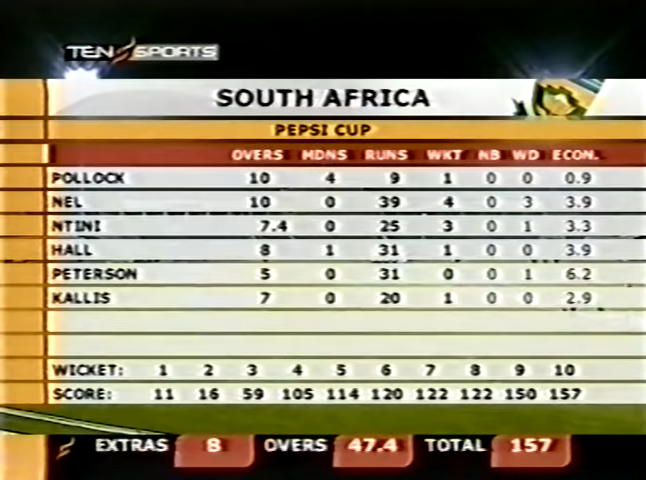 TEN SPORTS
SOUTH AFRICA
PEPSI CUP
OVERS MDNS RUNS WKT NB WD ECON.
POLLOCK 10 4 9 1 0 0 0.9
NEL 10 0 39 4 0 3 3.9
NTINI 7.4 0 25 3 0 1 3.3
HALL 8 1 31 1 0 0 3.9
PETERSON 5 0 31 0 0 1 6.2
KALLIS 7 0 20 1 0 0 2.9
WICKET: 1 2 3 4 5 6 7 8 9 10
SCORE: 11 16 59 105 114 120 122 122 150 157
EXTRAS 8 OVERS 47.4 TOTAL 157